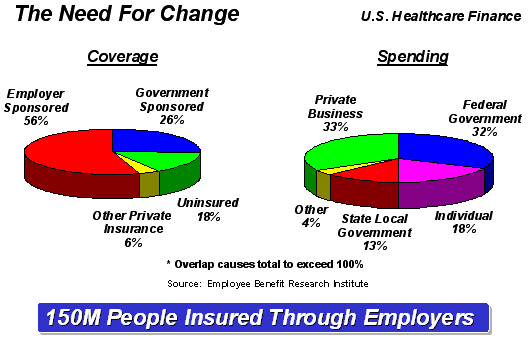 The Need For Change
U.S. Healthcare Finance
Coverage
Employer
Sponsored
56%
Government
Sponsored
26%
Uninsured
18%
Other Private
Insurance
6%
Spending
Private
Business
33%
Federal
Government
32%
Other
4%
State Local
Government
13%
Individual
18%
* Overlap causes total to exceed 100%
Source: Employee Benefit Research Institute
150M People Insured Through Employers